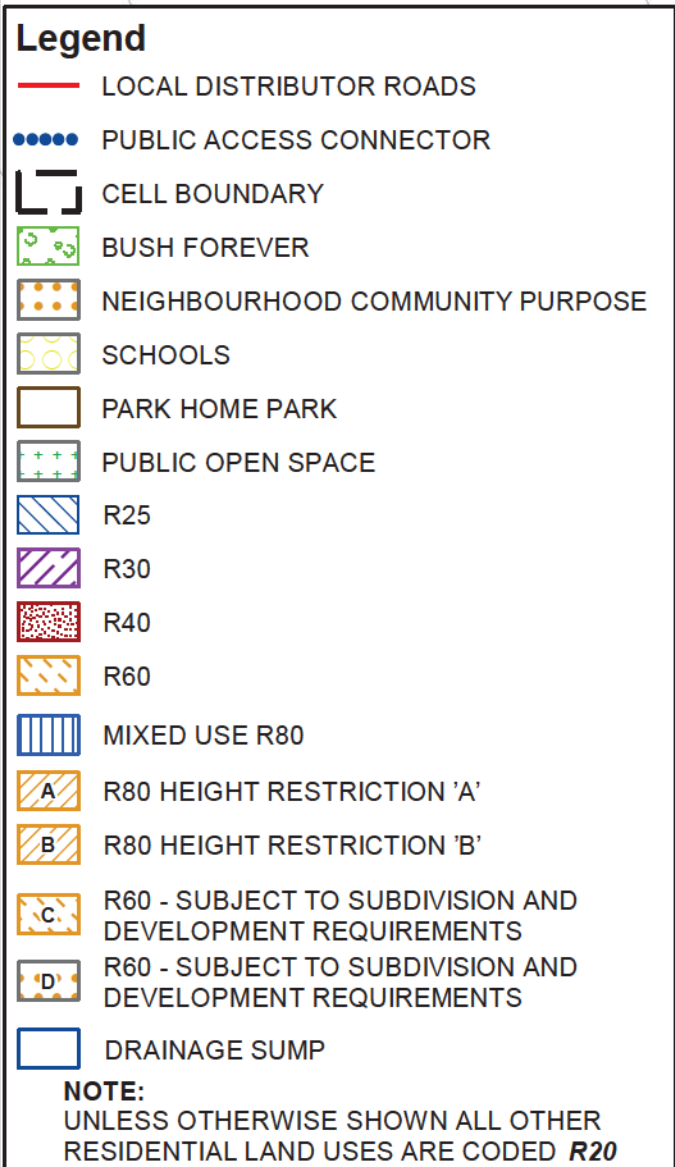 Legend
LOCAL DISTRIBUTOR ROADS
PUBLIC ACCESS CONNECTOR
CELL BOUNDARY
BUSH FOREVER
NEIGHBOURHOOD COMMUNITY PURPOSE
SCHOOLS
PARK HOME PARK
PUBLIC OPEN SPACE
R25
R30
R40
R60
MIXED USE R80
A R80 HEIGHT RESTRICTION 'A'
B R80 HEIGHT RESTRICTION 'B'
C R60 - SUBJECT TO SUBDIVISION AND
DEVELOPMENT REQUIREMENTS
D R60 - SUBJECT TO SUBDIVISION AND
DEVELOPMENT REQUIREMENTS
DRAINAGE SUMP
NOTE:
UNLESS OTHERWISE SHOWN ALL OTHER
RESIDENTIAL LAND USES ARE CODED R20